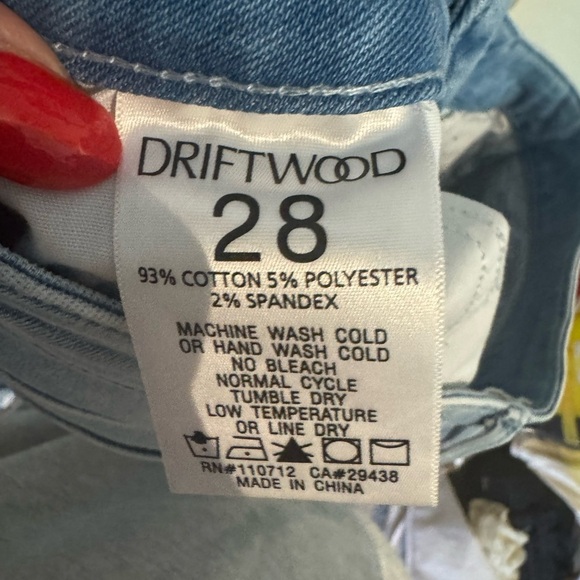 DRIFTWOOD
28
93% COTTON 5% POLYESTER
2% SPANDEX
MACHINE WASH COLD
OR HAND WASH COLD
NO BLEACH
NORMAL CYCLE
TUMBLE DRY
LOW TEMPERATURE
OR LINE DRY
RN#110712 CA#29438
MADE IN CHINA